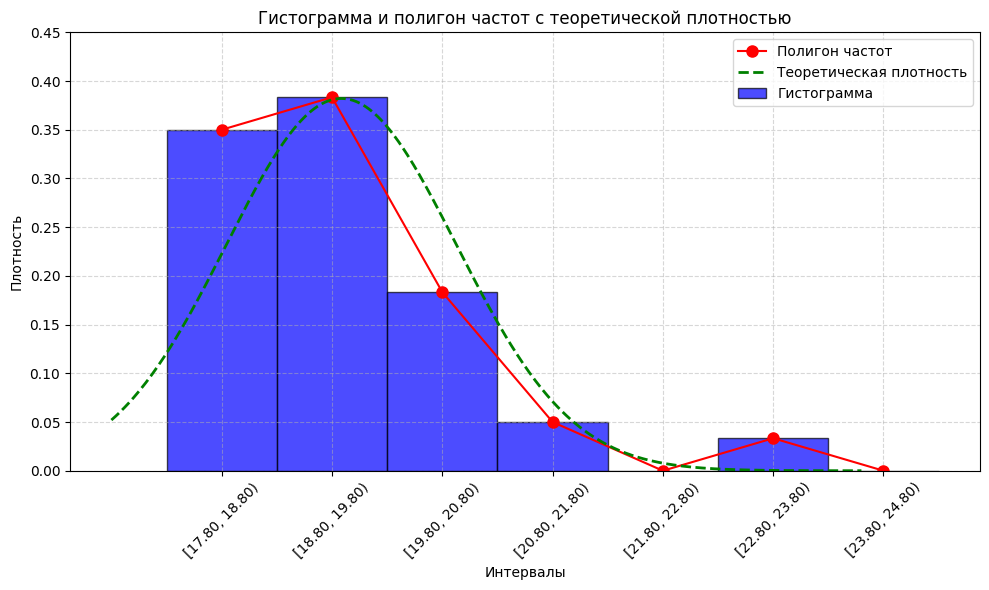 Гистограмма и полигон частот с теоретической плотностью
Полигон частот
Теоретическая плотность
Гистограмма
Плотность
0.45
0.40
0.35
0.30
0.25
0.20
0.15
0.10
0.05
0.00
[17.80, 18.80)
[18.80, 19.80)
[19.80, 20.80)
[20.80, 21.80)
[21.80, 22.80)
[22.80, 23.80)
[23.80, 24.80)
Интервалы